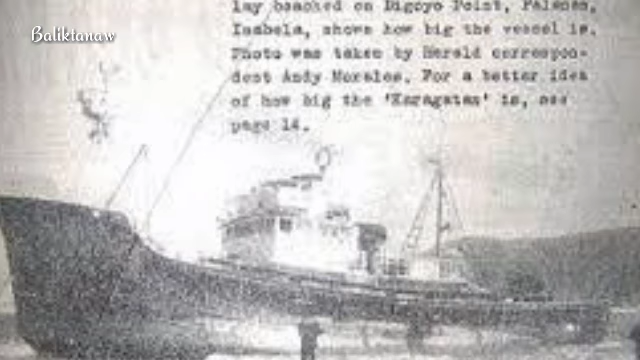 Baliktanaw
lay beached on Digoyo Point, Palanan,
Isabela, shows how big the vessel is.
Photo was taken by Herald correspon-
dent Andy Morales. For a better idea
of how big the 'Karagatan' is, see
page 14.